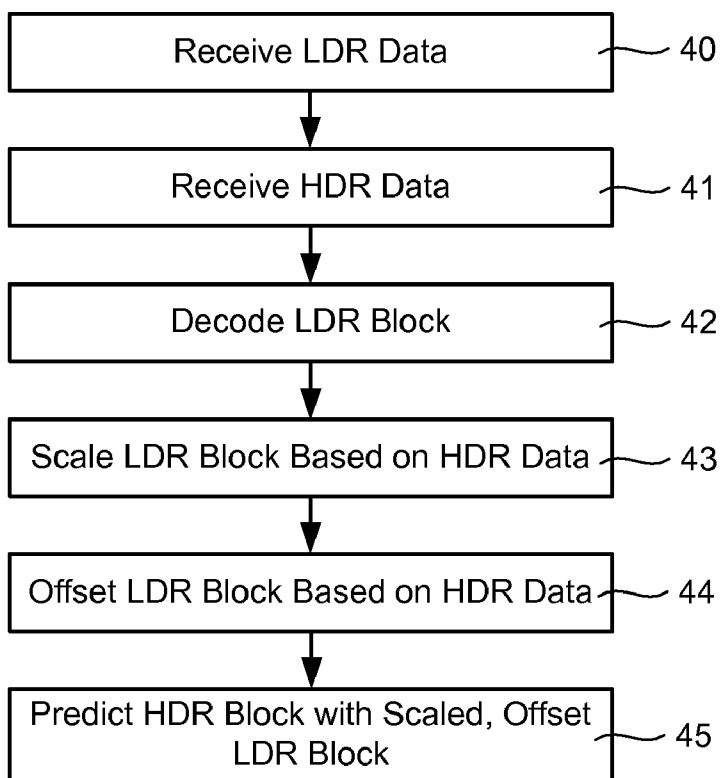 Receive LDR Data
40
Receive HDR Data
41
Decode LDR Block
42
Scale LDR Block Based on HDR Data
43
Offset LDR Block Based on HDR Data
44
Predict HDR Block with Scaled, Offset
LDR Block
45